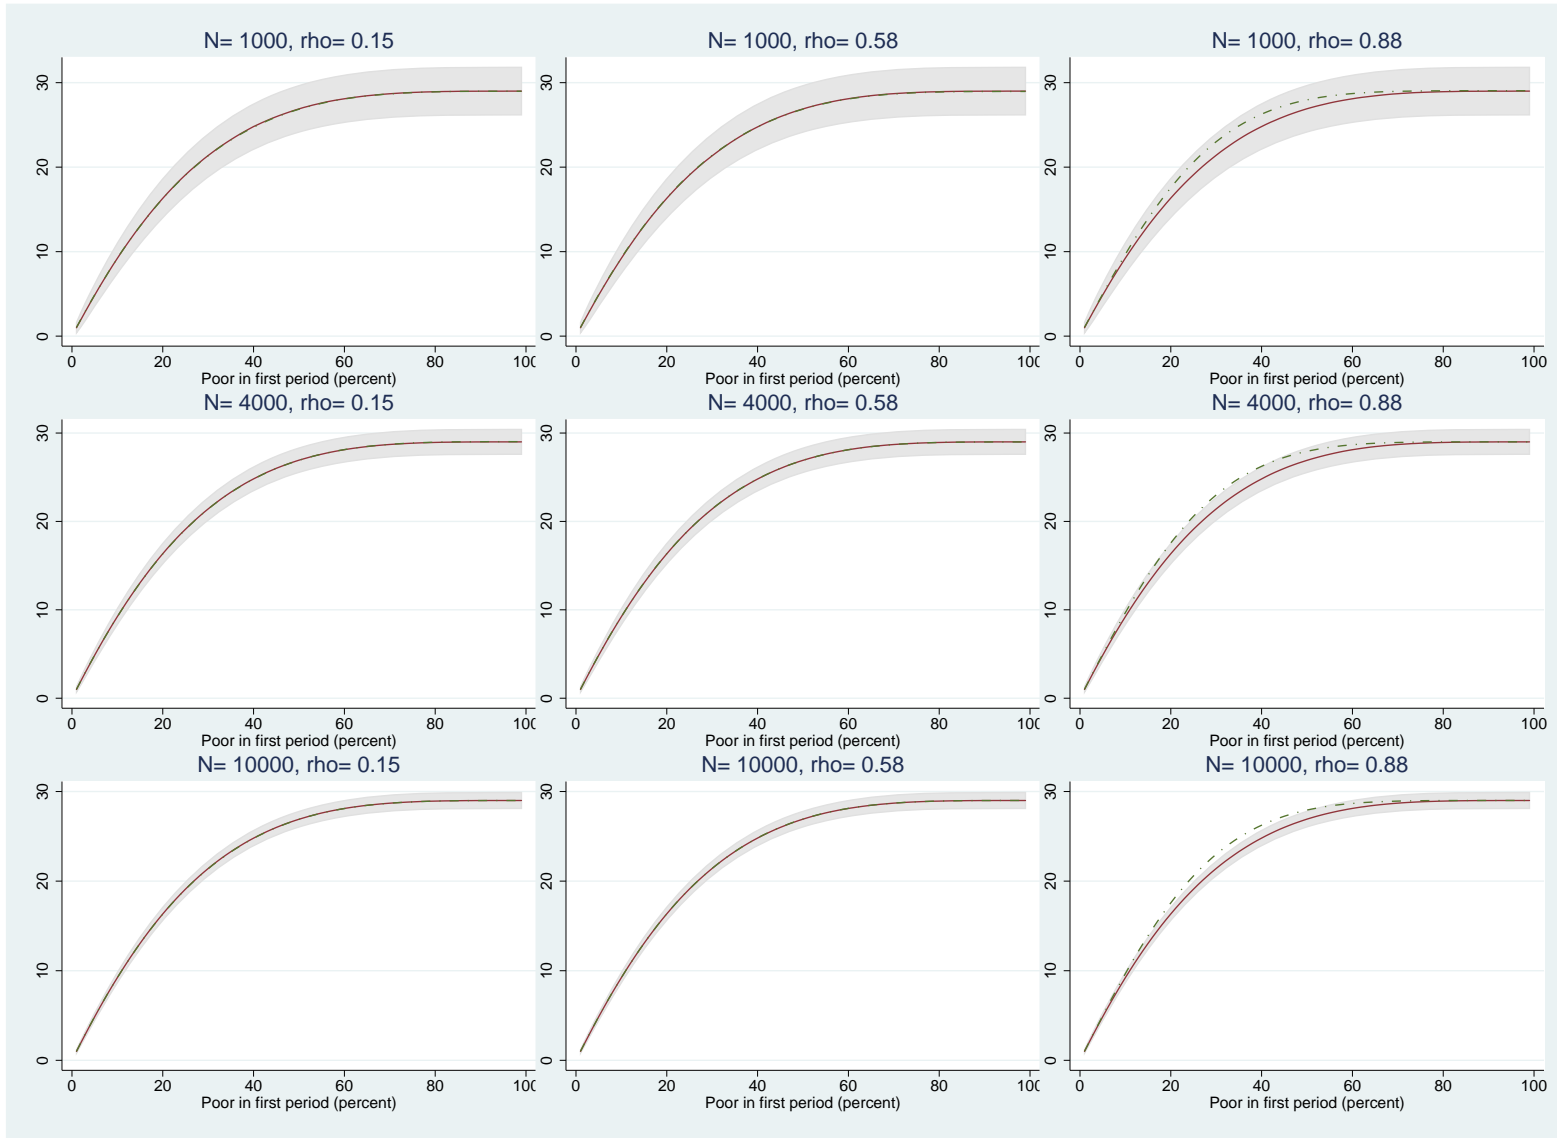 N= 1000, rho= 0.15 N= 1000, rho= 0.58 N= 1000, rho= 0.88
30 30 30
20 20 20
10 10 10
0 0 0
0 20 40 60 80 100 0 20 40 60 80 100 0 20 40 60 80 100
Poor in first period (percent) Poor in first period (percent) Poor in first period (percent)
N= 4000, rho= 0.15 N= 4000, rho= 0.58 N= 4000, rho= 0.88
30 30 30
20 20 20
10 10 10
0 0 0
0 20 40 60 80 100 0 20 40 60 80 100 0 20 40 60 80 100
Poor in first period (percent) Poor in first period (percent) Poor in first period (percent)
N= 10000, rho= 0.15 N= 10000, rho= 0.58 N= 10000, rho= 0.88
30 30 30
20 20 20
10 10 10
0 0 0
0 20 40 60 80 100 0 20 40 60 80 100 0 20 40 60 80 100
Poor in first period (percent) Poor in first period (percent) Poor in first period (percent)